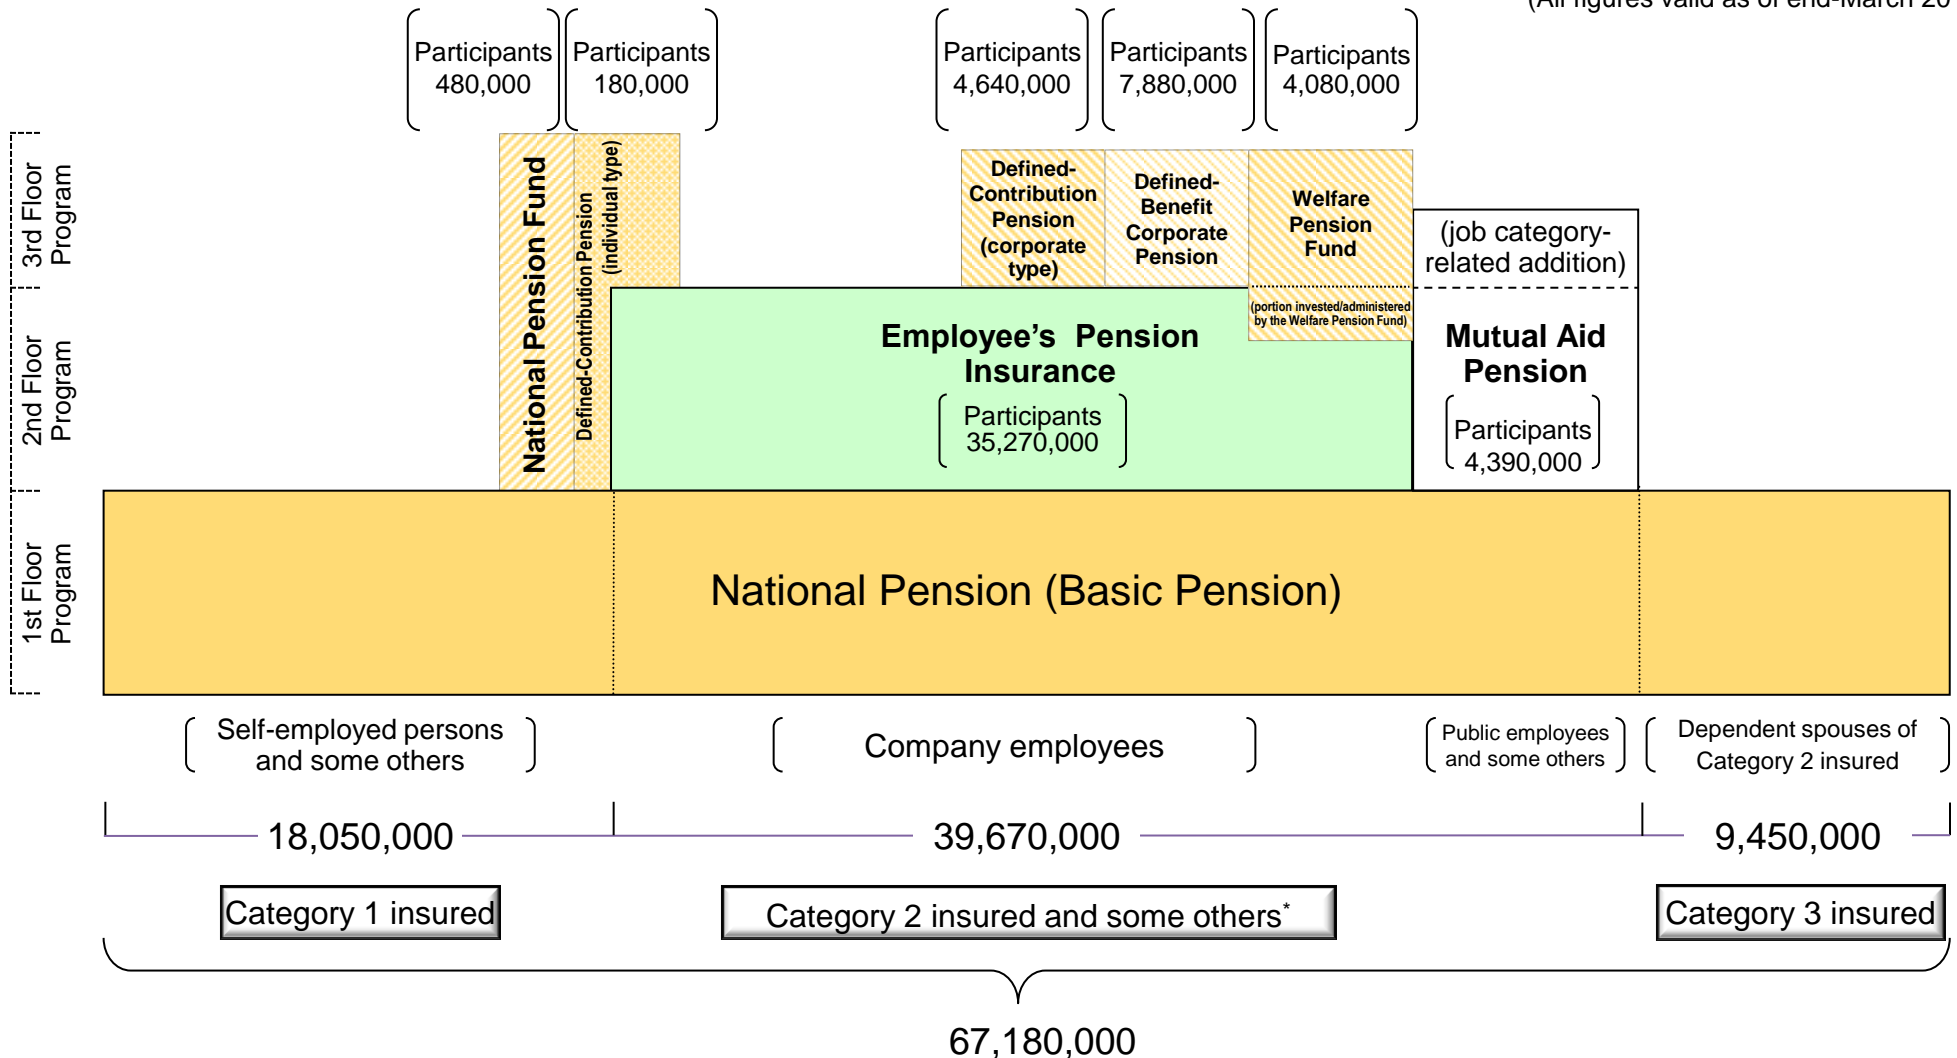 (All figures valid as of end-March 20
Participants
480,000
Participants
180,000
Participants
4,640,000
Participants
7,880,000
Participants
4,080,000
3rd Floor
Program
2nd Floor
Program
1st Floor
Program
National Pension Fund
Defined-Contribution Pension
(individual type)
Defined-
Contribution
Pension
(corporate
type)
Defined-
Benefit
Corporate
Pension
Welfare
Pension
Fund
(portion invested/administered
by the Welfare Pension Fund)
(job category-
related addition)
Employee’s Pension
Insurance
Participants
35,270,000
Mutual Aid
Pension
Participants
4,390,000
National Pension (Basic Pension)
Self-employed persons
and some others
Company employees
Public employees
and some others
Dependent spouses of
Category 2 insured
18,050,000
39,670,000
9,450,000
Category 1 insured
Category 2 insured and some others*
Category 3 insured
67,180,000